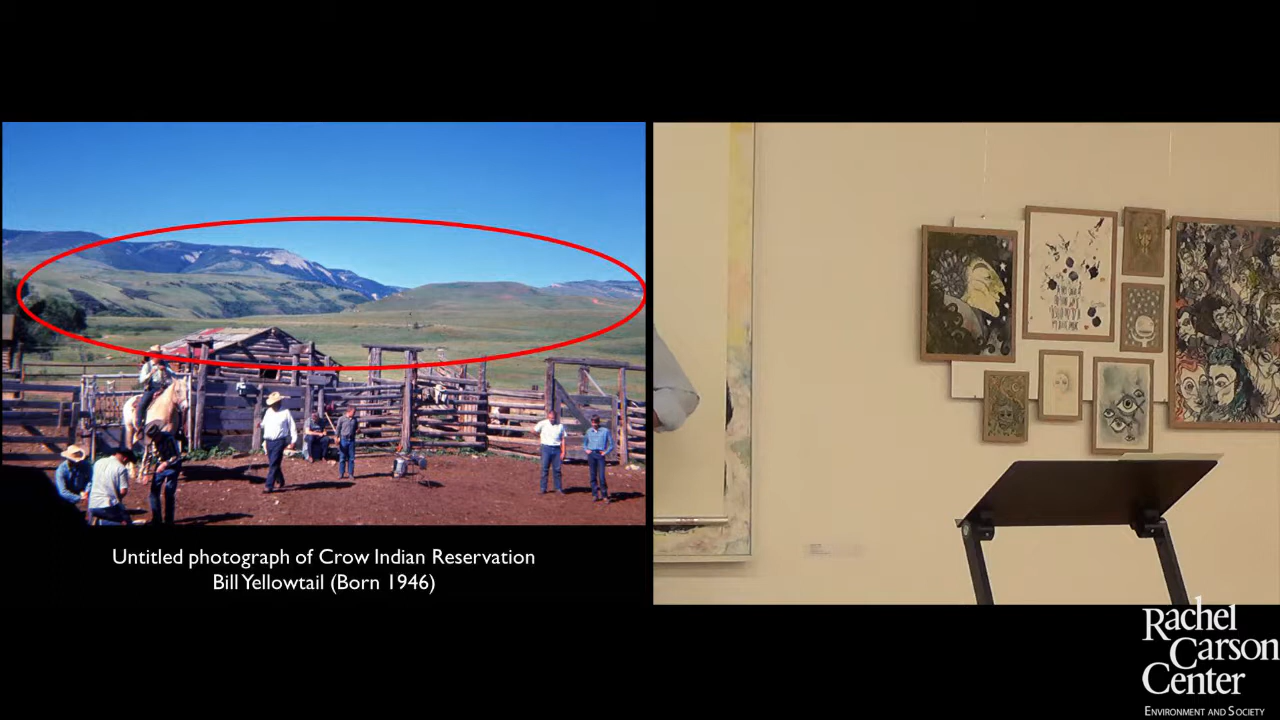 Untitled photograph of Crow Indian Reservation
Bill Yellowtail (Born 1946)
Rachel
Carson
Center
ENVIRONMENT AND SOCIETY